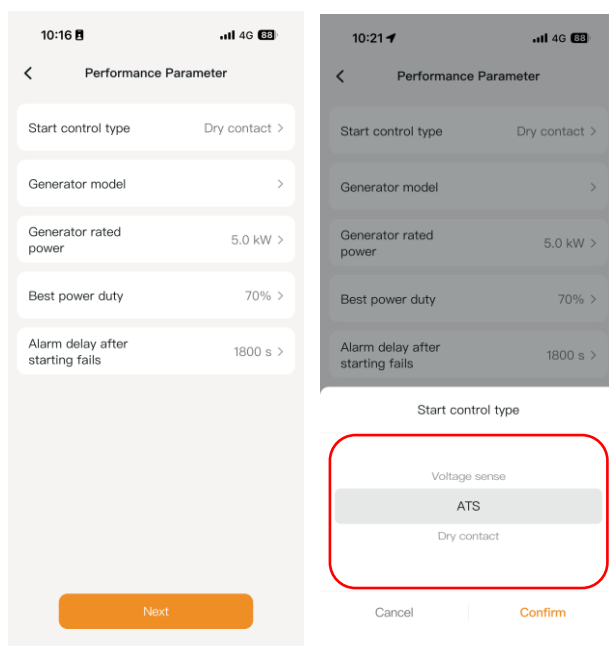 10:16
4G 88
Performance Parameter
Start control type Dry contact
Generator model
Generator rated
power
5.0 kW
Best power duty 70%
Alarm delay after
starting fails
1800 s
Next
10:21
4G 88
Performance Parameter
Start control type Dry contact
Generator model
Generator rated
power
5.0 kW
Best power duty 70%
Alarm delay after
starting fails
1800 s
Start control type
Voltage sense
ATS
Dry contact
Cancel Confirm